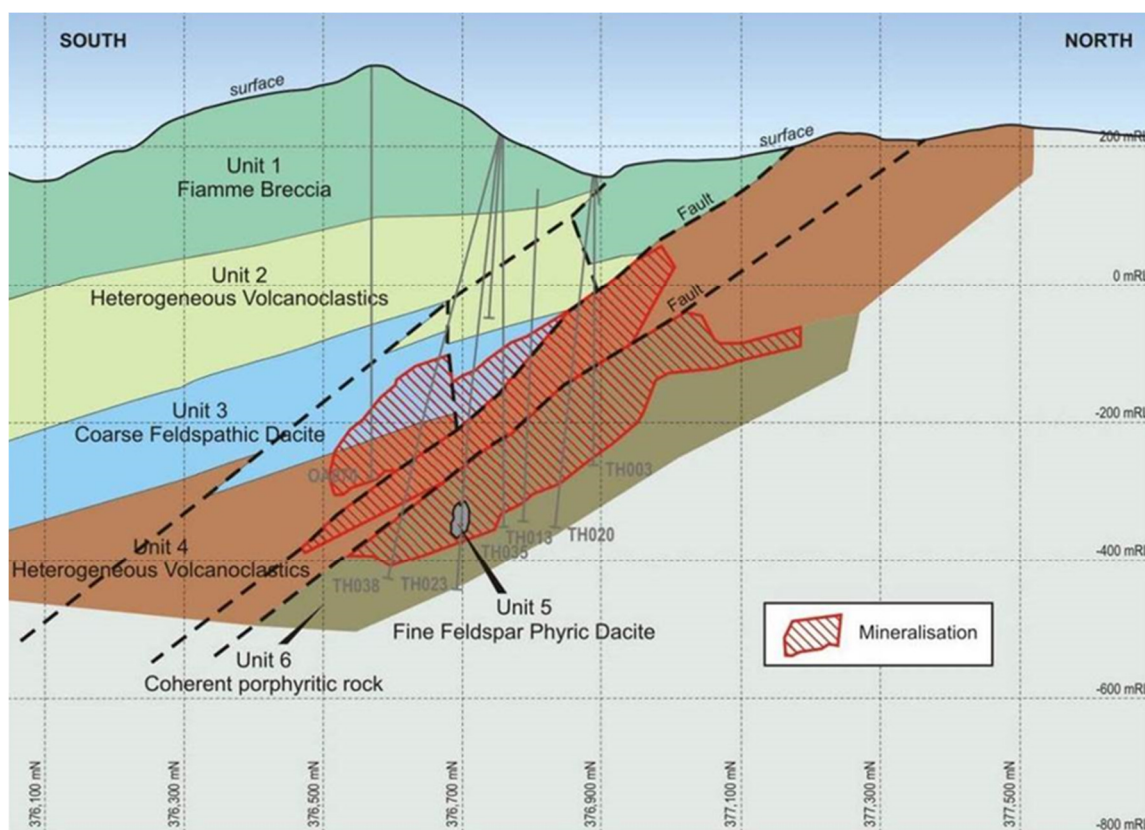 SOUTH
NORTH
surface
surface
200 mRL
Unit 1
Fiamme Breccia
Fault
Unit 2
Heterogeneous Volcanoclastics
0 mRL
Fault
Unit 3
Coarse Feldspathic Dacite
-200 mRL
TH003
TH013
TH020
TH035
Unit 4
Heterogeneous Volcanoclastics
-400 mRL
TH038
TH023
Unit 5
Fine Feldspar Phyric Dacite
Mineralisation
Unit 6
Coherent porphyritic rock
-600 mRL
376,100 mN
376,300 mN
376,500 mN
376,700 mN
376,900 mN
377,100 mN
377,300 mN
377,500 mN
-800 mRL